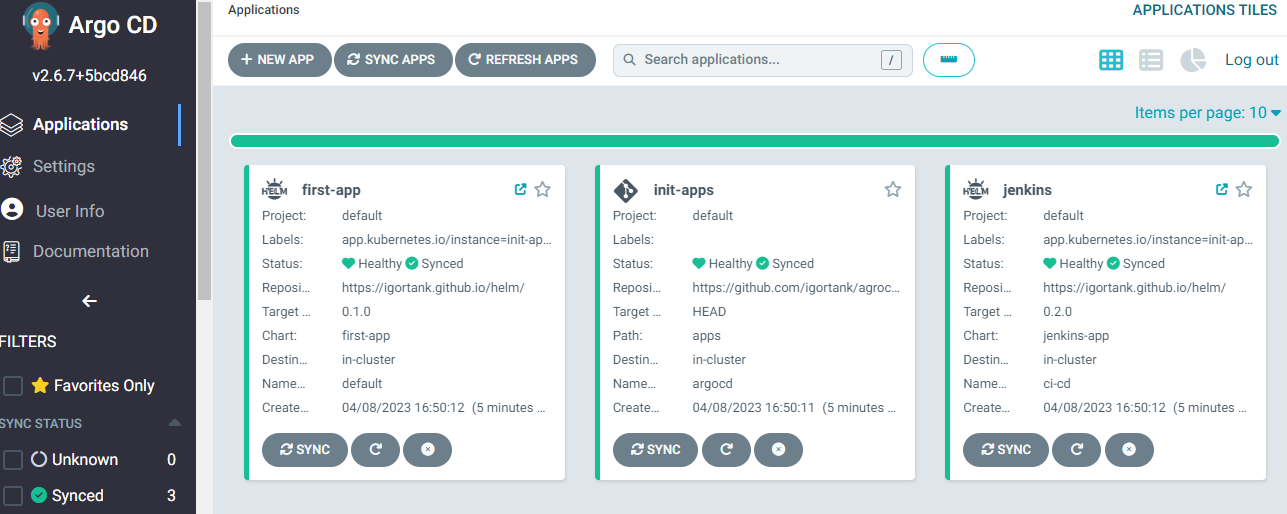 Argo CD
v2.6.7+5bcd846
Applications
Settings
User Info
Documentation
FILTERS
Favorites Only
SYNC STATUS
Unknown 0
Synced 3
Applications
APPLICATIONS TILES
+ NEW APP
SYNC APPS
REFRESH APPS
Search applications...
/
Log out
Items per page: 10
HELM
first-app
Project: default
Labels: app.kubernetes.io/instance=init-ap...
Status: Healthy Synced
Reposi... https://igortank.github.io/helm/
Target ... 0.1.0
Chart: first-app
Destin... in-cluster
Name... default
Create... 04/08/2023 16:50:12 (5 minutes ...
SYNC
init-apps
Project: default
Labels:
Status: Healthy Synced
Reposi... https://github.com/igortank/agroc...
Target ... HEAD
Path: apps
Destin... in-cluster
Name... argocd
Create... 04/08/2023 16:50:11 (5 minutes ...
SYNC
HELM
jenkins
Project: default
Labels: app.kubernetes.io/instance=init-ap...
Status: Healthy Synced
Reposi... https://igortank.github.io/helm/
Target ... 0.2.0
Chart: jenkins-app
Destin... in-cluster
Name... ci-cd
Create... 04/08/2023 16:50:12 (5 minutes ...
SYNC